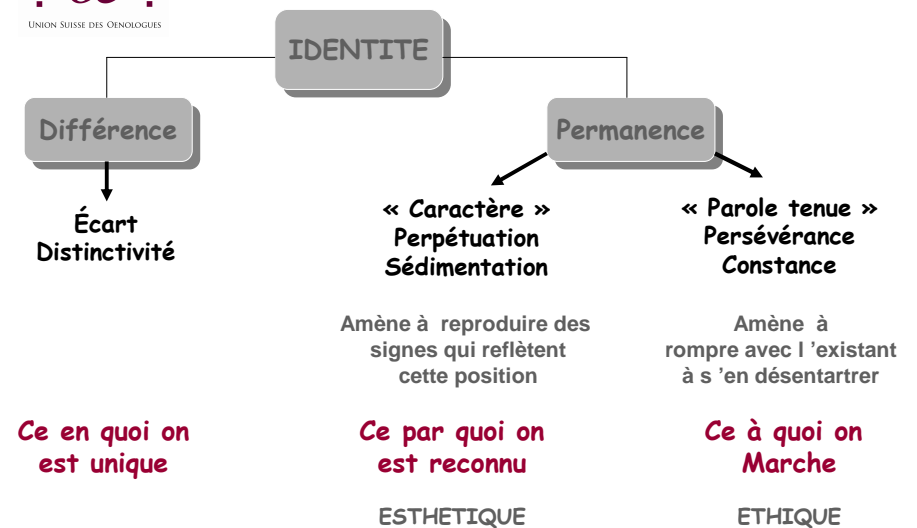 UNION SUISSE DES OENOLOGUES
IDENTITE
Différence
Permanence
Écart
Distinctivité
« Caractère »
Perpétuation
Sédimentation
« Parole tenue »
Persévérance
Constance
Amène à reproduire des
signes qui reflètent
cette position
Amène à
rompre avec l ’existant
à s ’en désentartrer
Ce en quoi on
est unique
Ce par quoi on
est reconnu
Ce à quoi on
Marche
ESTHETIQUE
ETHIQUE